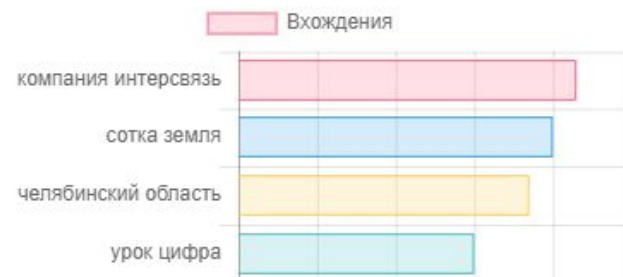 Вхождения
компания интерсвязь
сотка земля
челябинский область
урок цифра